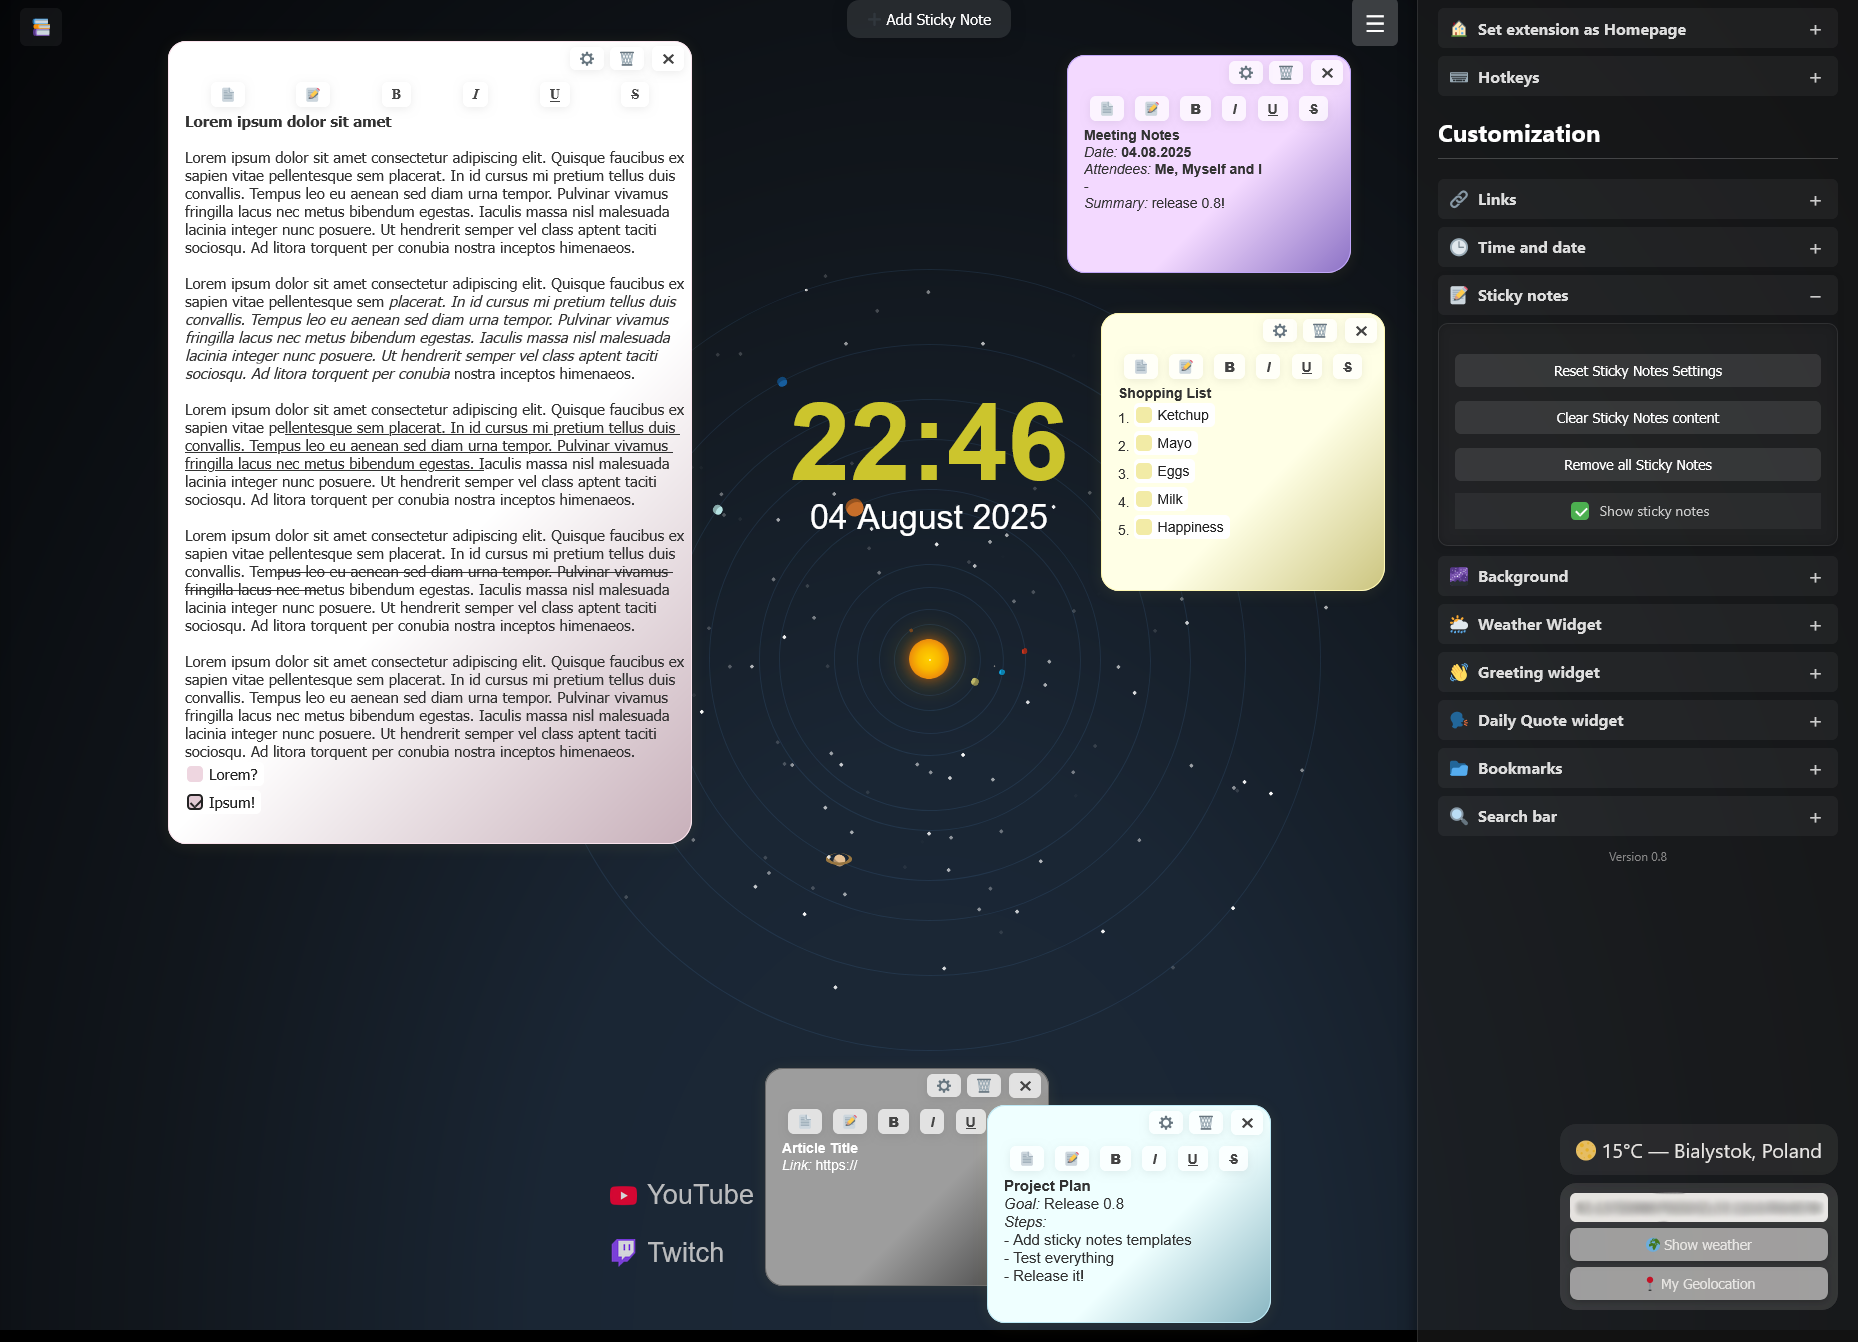 Add Sticky Note
☰
B I U S
Lorem ipsum dolor sit amet
Lorem ipsum dolor sit amet consectetur adipiscing elit. Quisque faucibus ex
sapien vitae pellentesque sem placerat. In id cursus mi pretium tellus duis
convallis. Tempus leo eu aenean sed diam urna tempor. Pulvinar vivamus
fringilla lacus nec metus bibendum egestas. Iaculis massa nisl malesuada
lacinia integer nunc posuere. Ut hendrerit semper vel class aptent taciti
sociosqu. Ad litora torquent per conubia nostra inceptos himenaeos.
Lorem ipsum dolor sit amet consectetur adipiscing elit. Quisque faucibus ex
sapien vitae pellentesque sem placerat. In id cursus mi pretium tellus duis
convallis. Tempus leo eu aenean sed diam urna tempor. Pulvinar vivamus
fringilla lacus nec metus bibendum egestas. Iaculis massa nisl malesuada
lacinia integer nunc posuere. Ut hendrerit semper vel class aptent taciti
sociosqu. Ad litora torquent per conubia nostra inceptos himenaeos.
Lorem ipsum dolor sit amet consectetur adipiscing elit. Quisque faucibus ex
sapien vitae pellentesque sem placerat. In id cursus mi pretium tellus duis
convallis. Tempus leo eu aenean sed diam urna tempor. Pulvinar vivamus
fringilla lacus nec metus bibendum egestas. Iaculis massa nisl malesuada
lacinia integer nunc posuere. Ut hendrerit semper vel class aptent taciti
sociosqu. Ad litora torquent per conubia nostra inceptos himenaeos.
Lorem ipsum dolor sit amet consectetur adipiscing elit. Quisque faucibus ex
sapien vitae pellentesque sem placerat. In id cursus mi pretium tellus duis
convallis. Tempus leo eu aenean sed diam urna tempor. Pulvinar vivamus
fringilla lacus nec metus bibendum egestas. Iaculis massa nisl malesuada
lacinia integer nunc posuere. Ut hendrerit semper vel class aptent taciti
sociosqu. Ad litora torquent per conubia nostra inceptos himenaeos.
Lorem ipsum dolor sit amet consectetur adipiscing elit. Quisque faucibus ex
sapien vitae pellentesque sem placerat. In id cursus mi pretium tellus duis
convallis. Tempus leo eu aenean sed diam urna tempor. Pulvinar vivamus
fringilla lacus nec metus bibendum egestas. Iaculis massa nisl malesuada
lacinia integer nunc posuere. Ut hendrerit semper vel class aptent taciti
sociosqu. Ad litora torquent per conubia nostra inceptos himenaeos.
Lorem?
Ipsum!
B I U S
Meeting Notes
Date: 04.08.2025
Attendees: Me, Myself and I
-
Summary: release 0.8!
B I U S
Shopping List
1. Ketchup
2. Mayo
3. Eggs
4. Milk
5. Happiness
22:46
04 August 2025
YouTube
Twitch
B I U
Article Title
Link: https://
B I U S
Project Plan
Goal: Release 0.8
Steps:
- Add sticky notes templates
- Test everything
- Release it!
Set extension as Homepage +
Hotkeys +
Customization
Links +
Time and date +
Sticky notes −
Reset Sticky Notes Settings
Clear Sticky Notes content
Remove all Sticky Notes
Show sticky notes
Background +
Weather Widget +
Greeting widget +
Daily Quote widget +
Bookmarks +
Search bar +
Version 0.8
15°C — Bialystok, Poland
Show weather
My Geolocation